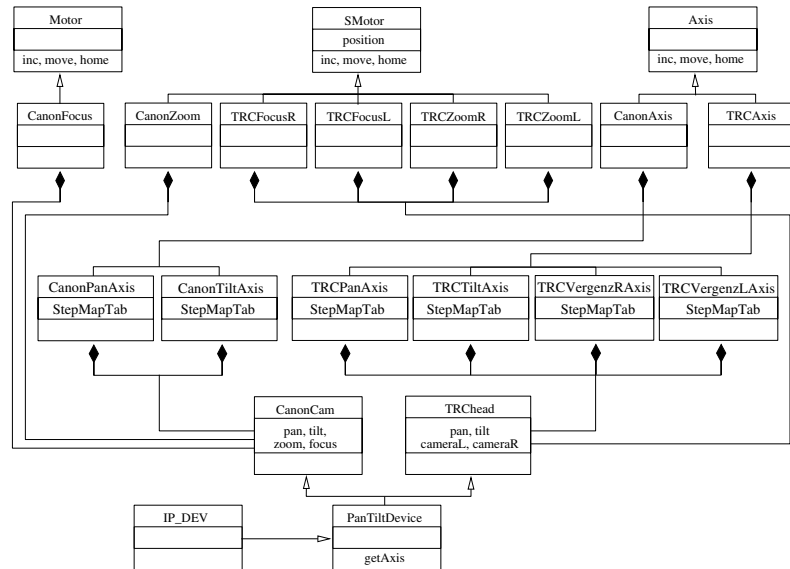 Motor
inc, move, home
SMotor
position
inc, move, home
Axis
inc, move, home
CanonFocus
CanonZoom
TRCFocusR
TRCFocusL
TRCZoomR
TRCZoomL
CanonAxis
TRCAxis
CanonPanAxis
StepMapTab
CanonTiltAxis
StepMapTab
TRCPanAxis
StepMapTab
TRCTiltAxis
StepMapTab
TRCVergenzRAxis
StepMapTab
TRCVergenzLAxis
StepMapTab
CanonCam
pan, tilt,
zoom, focus
TRChead
pan, tilt
cameraL, cameraR
IP_DEV
PanTiltDevice
getAxis